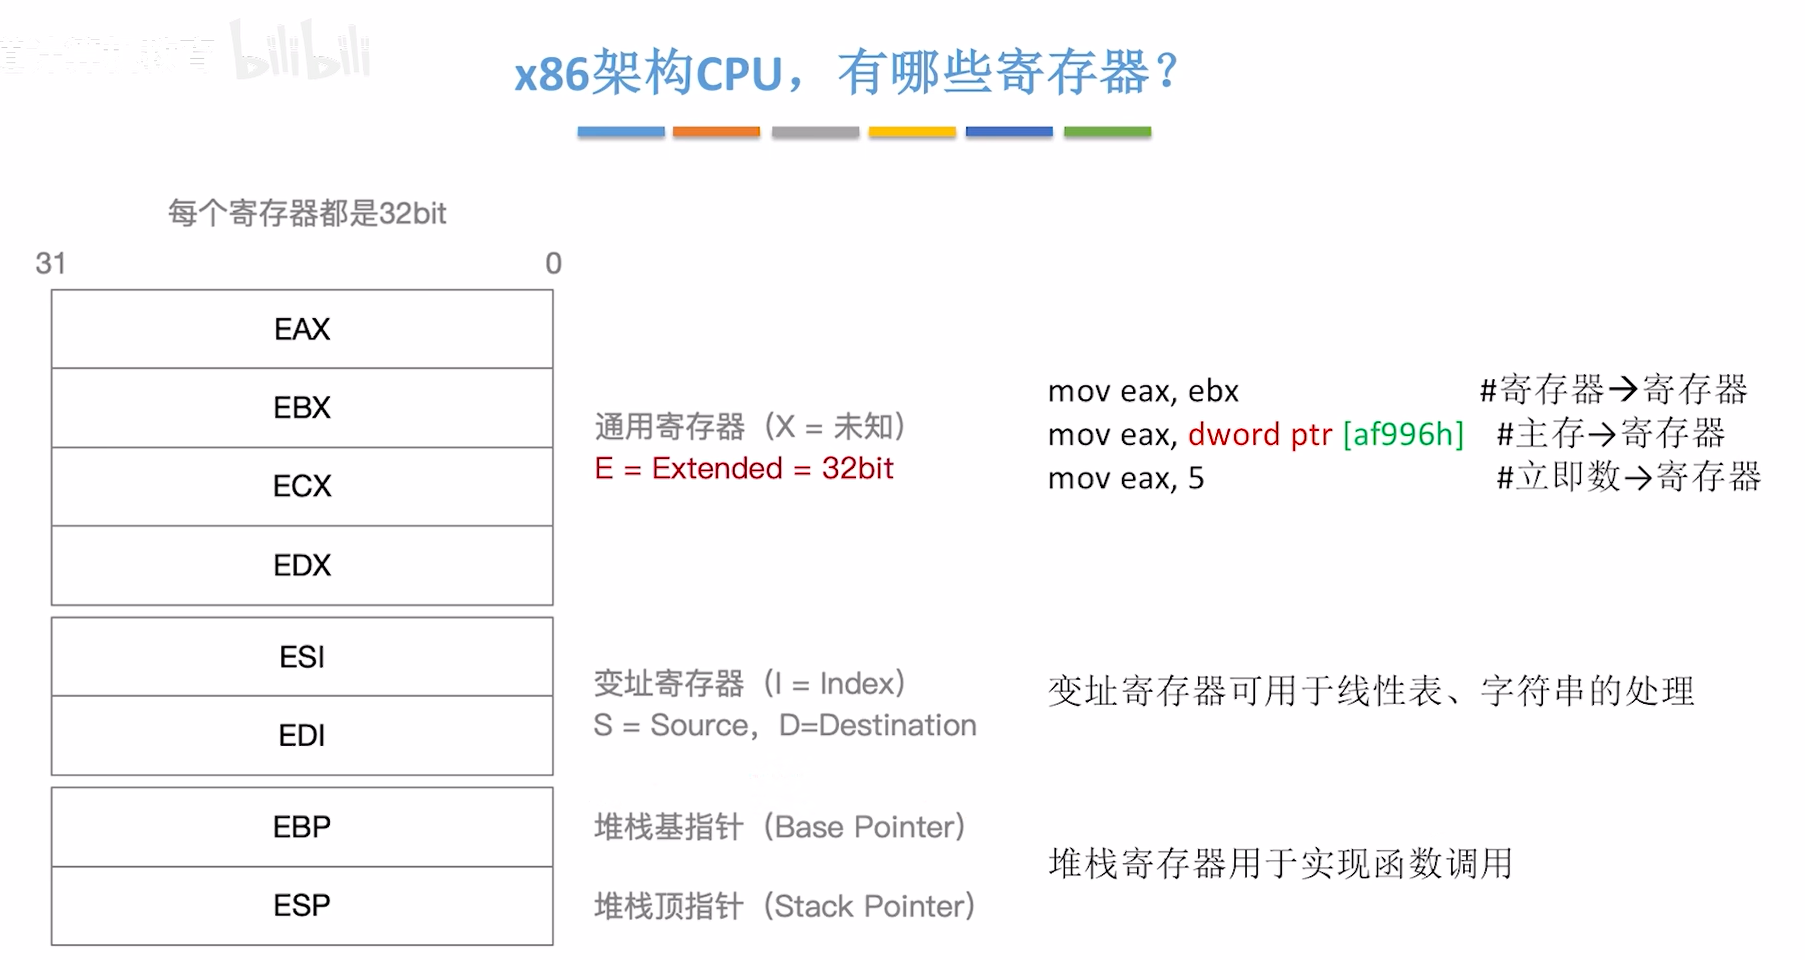 bilibili
x86架构CPU，有哪些寄存器？
每个寄存器都是32bit
31 0
EAX
EBX
ECX
EDX
通用寄存器（X = 未知）
E = Extended = 32bit
mov eax, ebx #寄存器→寄存器
mov eax, dword ptr [af996h] #主存→寄存器
mov eax, 5 #立即数→寄存器
ESI
EDI
变址寄存器（I = Index）
S = Source，D=Destination
变址寄存器可用于线性表、字符串的处理
EBP
ESP
堆栈基指针（Base Pointer）
堆栈顶指针（Stack Pointer）
堆栈寄存器用于实现函数调用